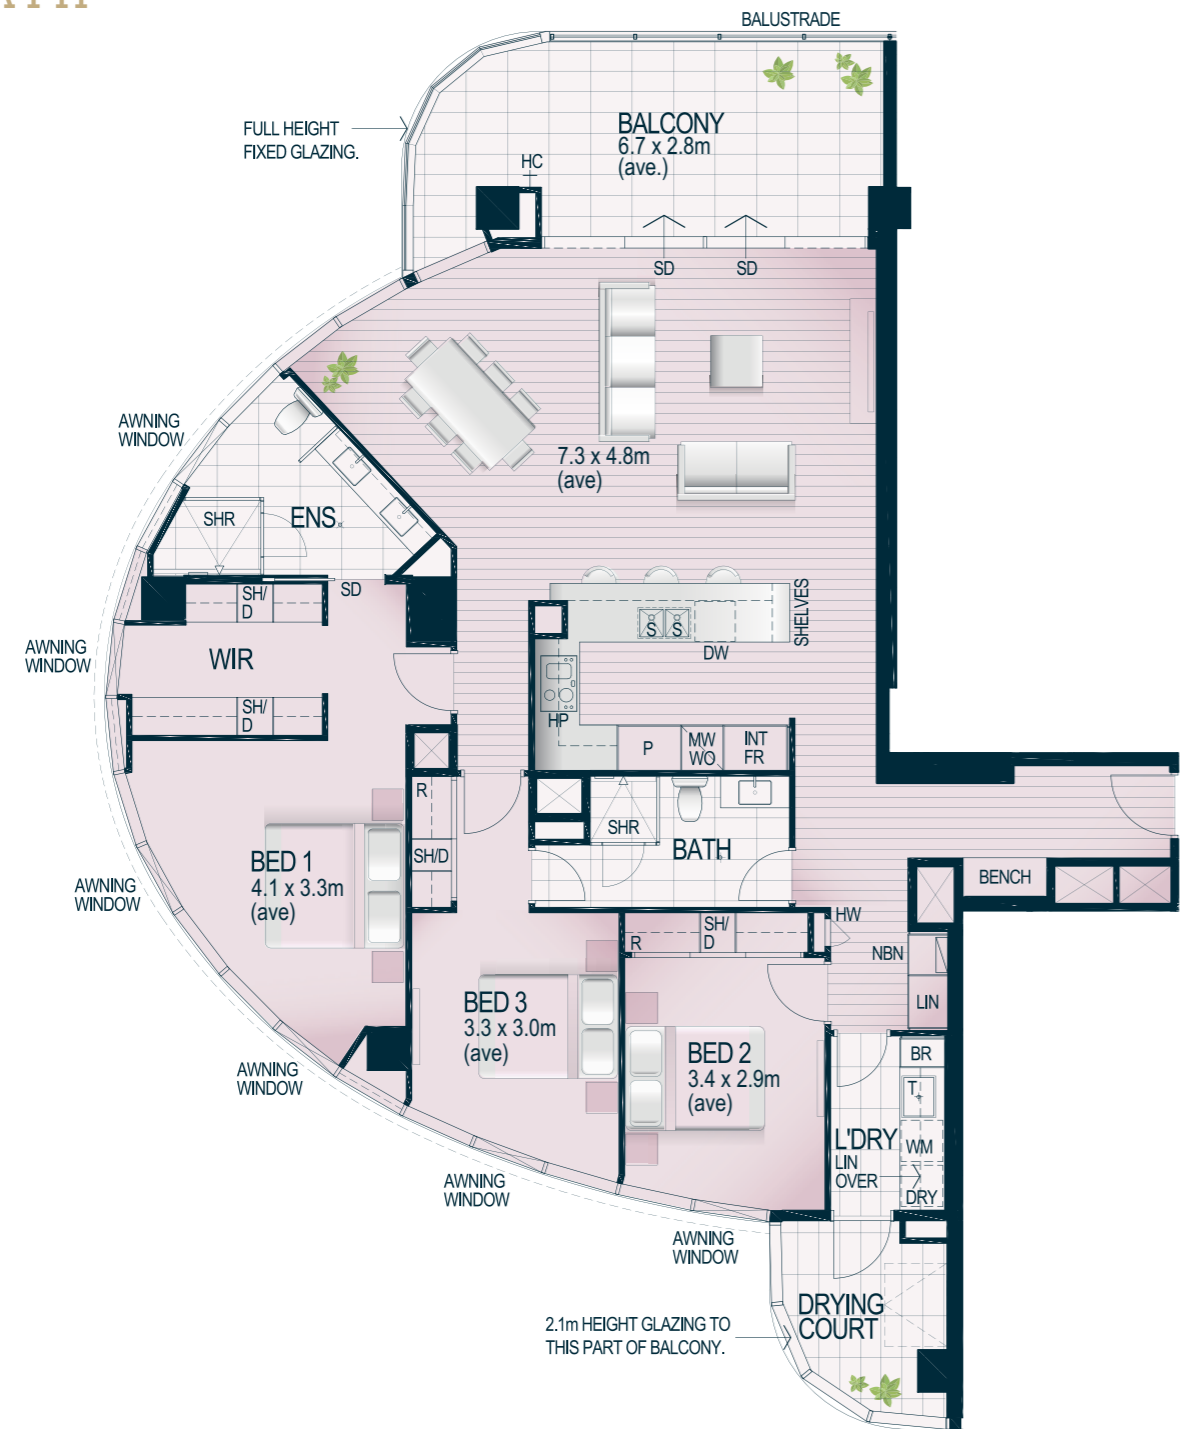 BALUSTRADE
FULL HEIGHT
FIXED GLAZING.
BALCONY
6.7 x 2.8m
(ave.)
HC
SD
SD
AWNING
WINDOW
7.3 x 4.8m
(ave)
SHR
ENS.
SD
SH/
D
AWNING
WINDOW
WIR
SH/
D
S
S
DW
SHELVES
HP
P
MW
WO
INT
FR
R
SHR
BATH
SH/D
BED 1
4.1 x 3.3m
(ave)
AWNING
WINDOW
BENCH
HW
R
SH/
D
NBN
LIN
BED 3
3.3 x 3.0m
(ave)
BED 2
3.4 x 2.9m
(ave)
AWNING
WINDOW
BR
T
L'DRY
LIN
OVER
WM
DRY
AWNING
WINDOW
AWNING
WINDOW
DRYING
COURT
2.1m HEIGHT GLAZING TO
THIS PART OF BALCONY.